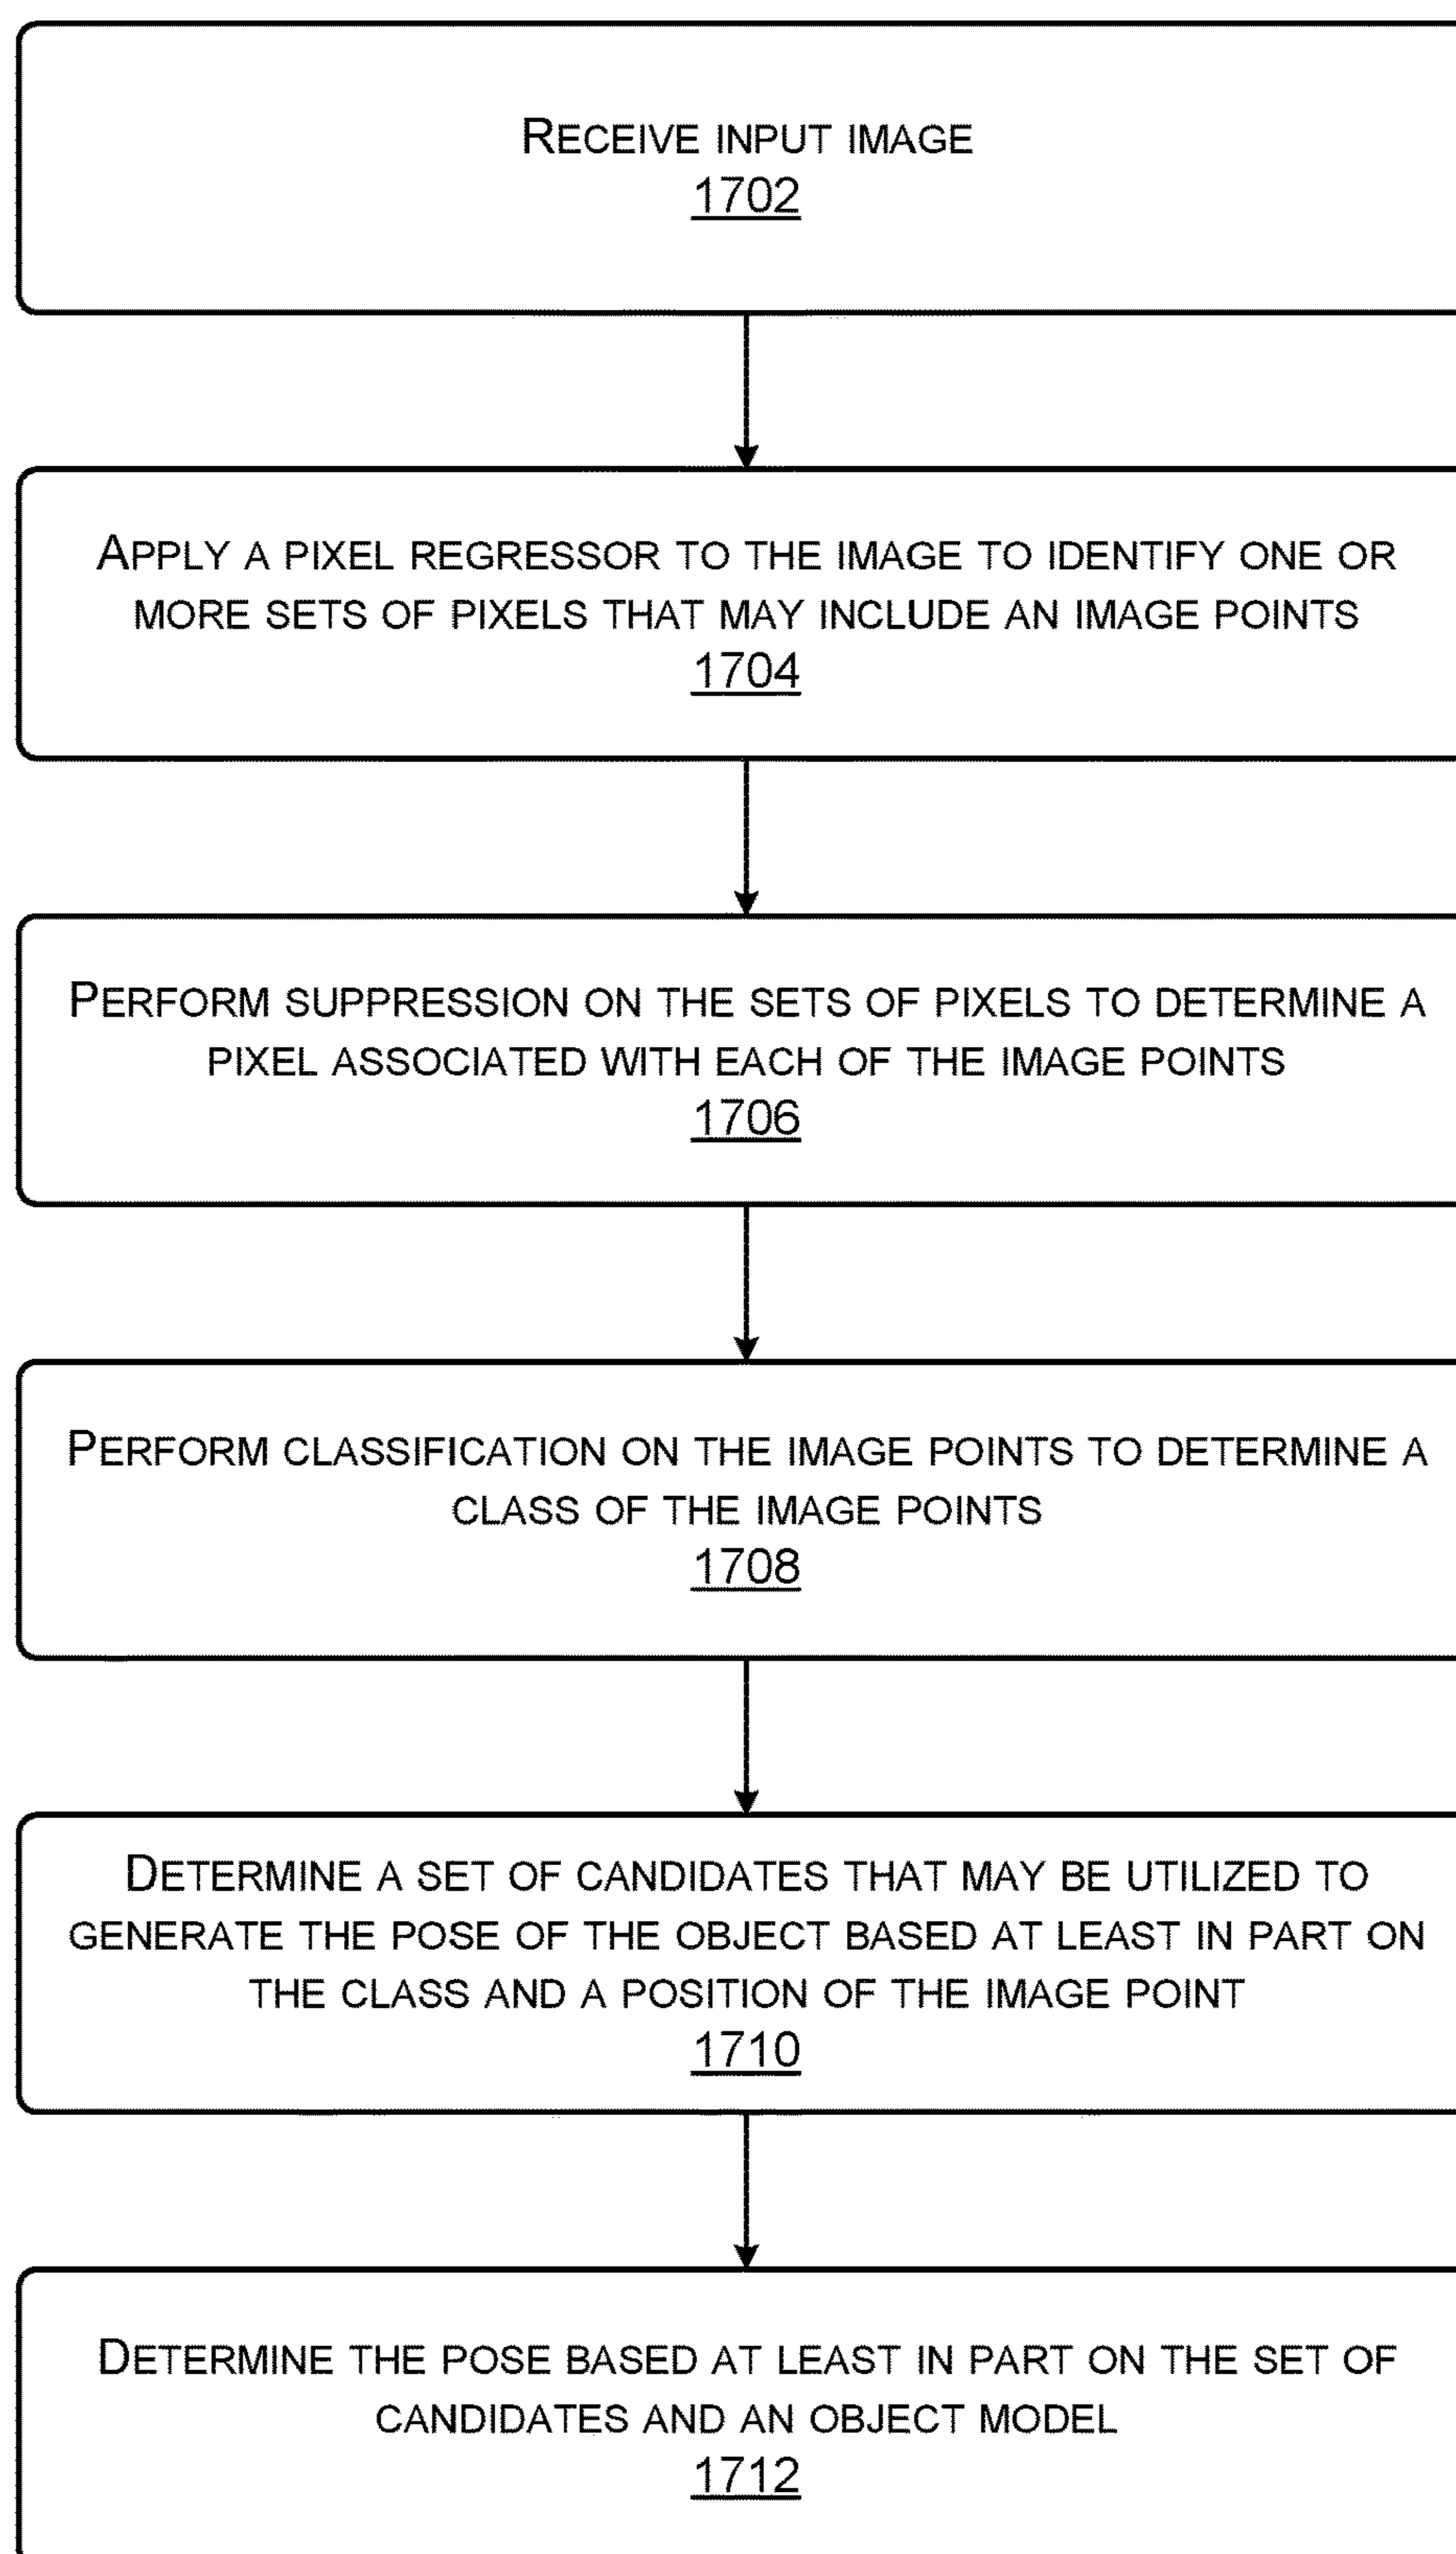 RECEIVE INPUT IMAGE
1702
APPLY A PIXEL REGRESSOR TO THE IMAGE TO IDENTIFY ONE OR
MORE SETS OF PIXELS THAT MAY INCLUDE AN IMAGE POINTS
1704
PERFORM SUPPRESSION ON THE SETS OF PIXELS TO DETERMINE A
PIXEL ASSOCIATED WITH EACH OF THE IMAGE POINTS
1706
PERFORM CLASSIFICATION ON THE IMAGE POINTS TO DETERMINE A
CLASS OF THE IMAGE POINTS
1708
DETERMINE A SET OF CANDIDATES THAT MAY BE UTILIZED TO
GENERATE THE POSE OF THE OBJECT BASED AT LEAST IN PART ON
THE CLASS AND A POSITION OF THE IMAGE POINT
1710
DETERMINE THE POSE BASED AT LEAST IN PART ON THE SET OF
CANDIDATES AND AN OBJECT MODEL
1712